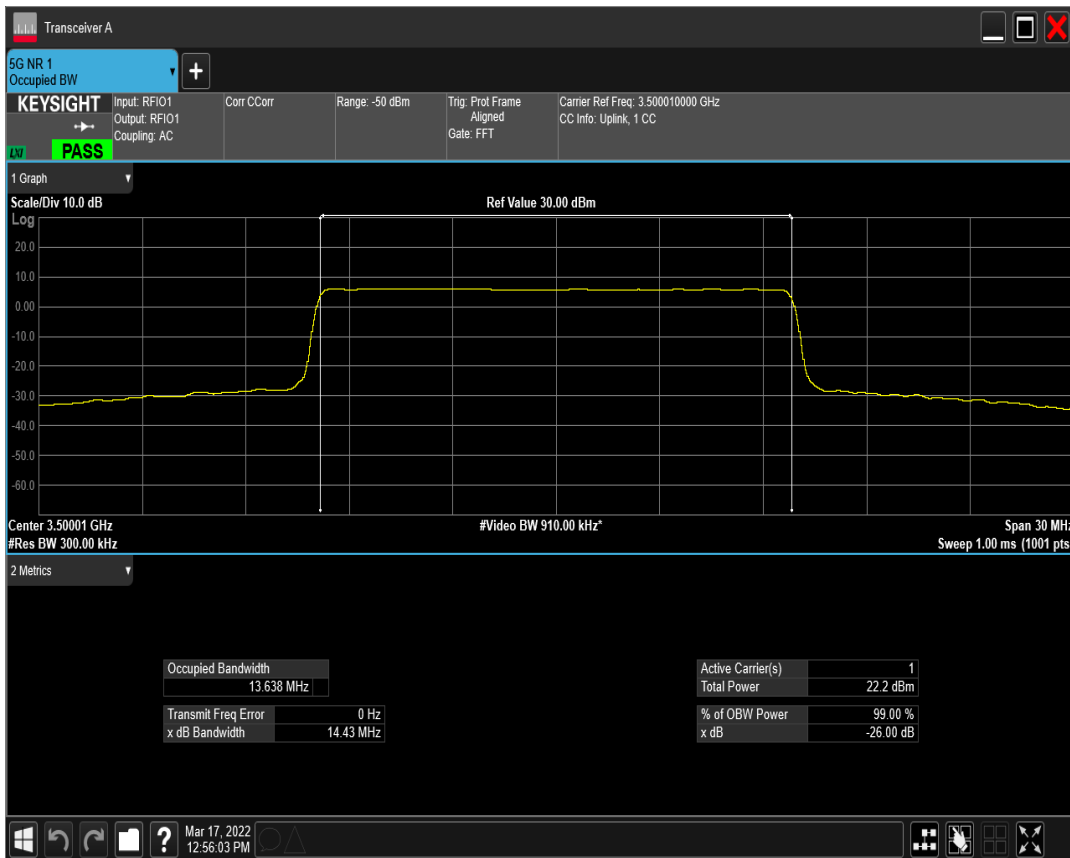 Transceiver A
5G NR 1
Occupied BW
+
KEYSIGHT
LXI
PASS
Input: RFIO1
Output: RFIO1
Coupling: AC
Corr CCorr
Range: -50 dBm
Trig: Prot Frame
Aligned
Gate: FFT
Carrier Ref Freq: 3.500010000 GHz
CC Info: Uplink, 1 CC
1 Graph
Scale/Div 10.0 dB
Ref Value 30.00 dBm
Log
20.0
10.0
0.00
-10.0
-20.0
-30.0
-40.0
-50.0
-60.0
Center 3.50001 GHz
#Video BW 910.00 kHz*
Span 30 MHz
#Res BW 300.00 kHz
Sweep 1.00 ms (1001 pts
2 Metrics
Occupied Bandwidth
13.638 MHz
Transmit Freq Error 0 Hz
x dB Bandwidth 14.43 MHz
Active Carrier(s) 1
Total Power 22.2 dBm
% of OBW Power 99.00 %
x dB -26.00 dB
?
Mar 17, 2022
12:56:03 PM